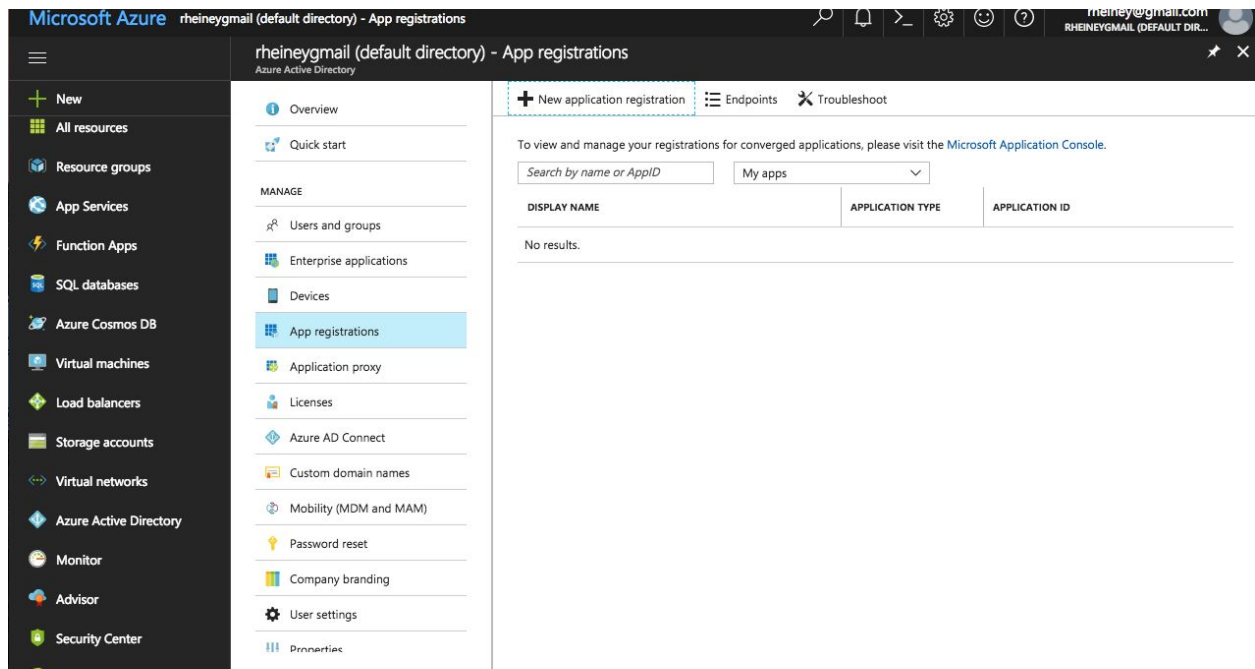 Microsoft Azure rheineygmail (default directory) - App registrations
rheiney@gmail.com
RHEINEYGMAIL (DEFAULT DIR...
rheineygmail (default directory) - App registrations
Azure Active Directory
New
All resources
Resource groups
App Services
Function Apps
SQL databases
Azure Cosmos DB
Virtual machines
Load balancers
Storage accounts
Virtual networks
Azure Active Directory
Monitor
Advisor
Security Center
Overview
Quick start
MANAGE
Users and groups
Enterprise applications
Devices
App registrations
Application proxy
Licenses
Azure AD Connect
Custom domain names
Mobility (MDM and MAM)
Password reset
Company branding
User settings
Properties
New application registration Endpoints Troubleshoot
To view and manage your registrations for converged applications, please visit the Microsoft Application Console.
Search by name or AppID My apps
DISPLAY NAME APPLICATION TYPE APPLICATION ID
No results.